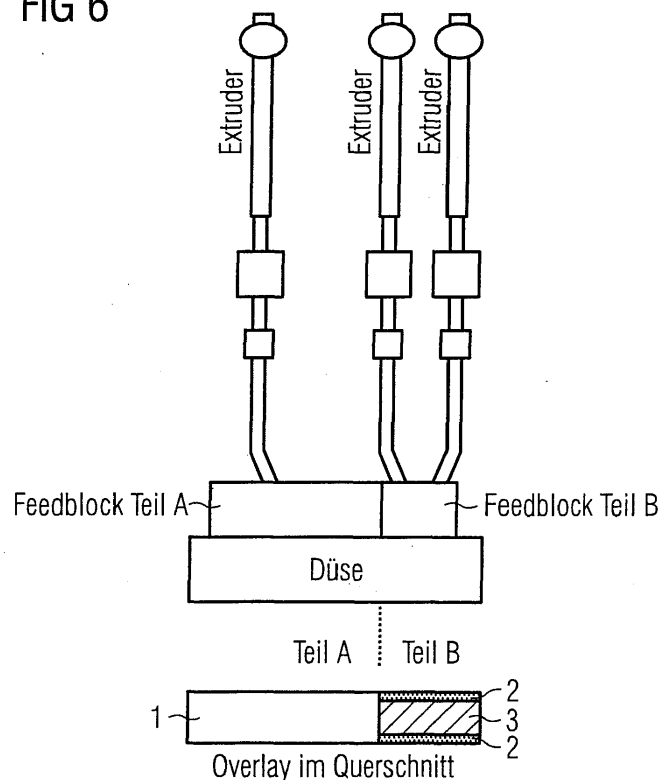 FIG 6
Extruder
Extruder
Extruder
Feedblock Teil A
Feedblock Teil B
Düse
Teil A
Teil B
2
1
3
2
Overlay im Querschnitt